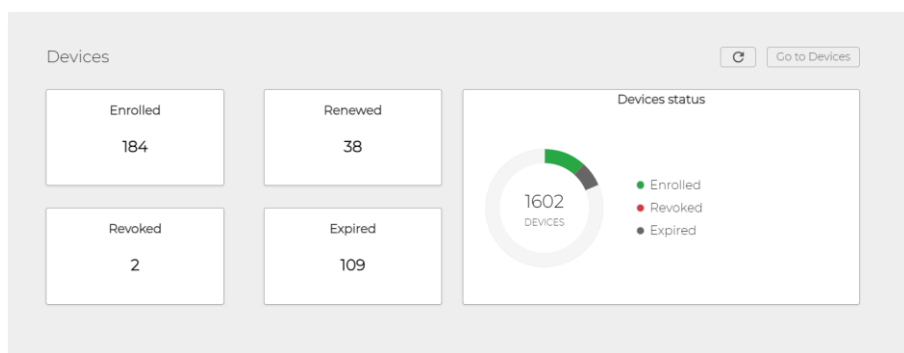 Devices
Go to Devices
Enrolled
184
Renewed
38
Revoked
2
Expired
109
Devices status
1602
DEVICES
Enrolled
Revoked
Expired